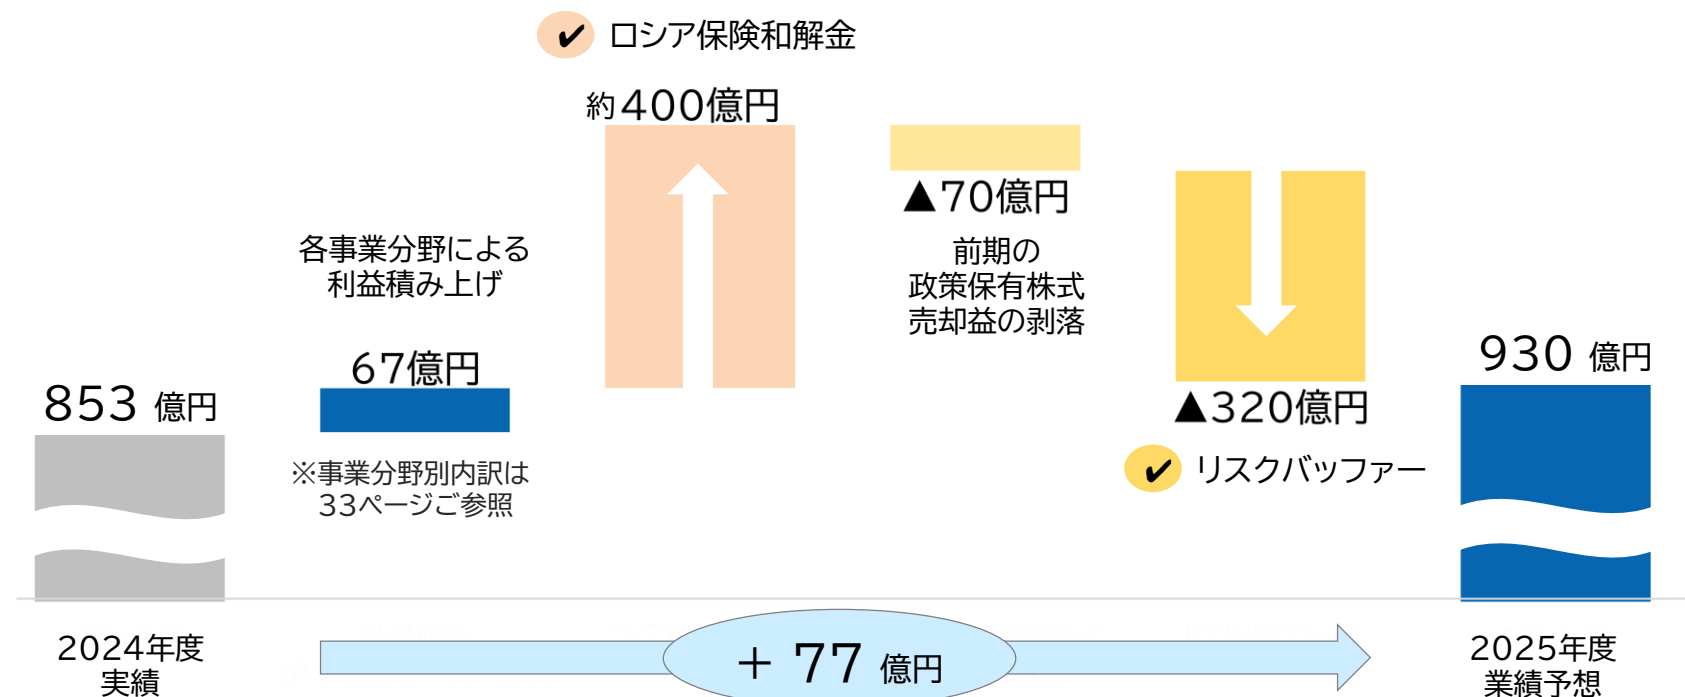 ✔ ロシア保険和解金
約400億円
▲70億円
前期の
政策保有株式
売却益の剥落
各事業分野による
利益積み上げ
67億円
※事業分野別内訳は
33ページご参照
853 億円
▲320億円
✔ リスクバッファー
930 億円
2024年度
実績
+ 77 億円
2025年度
業績予想